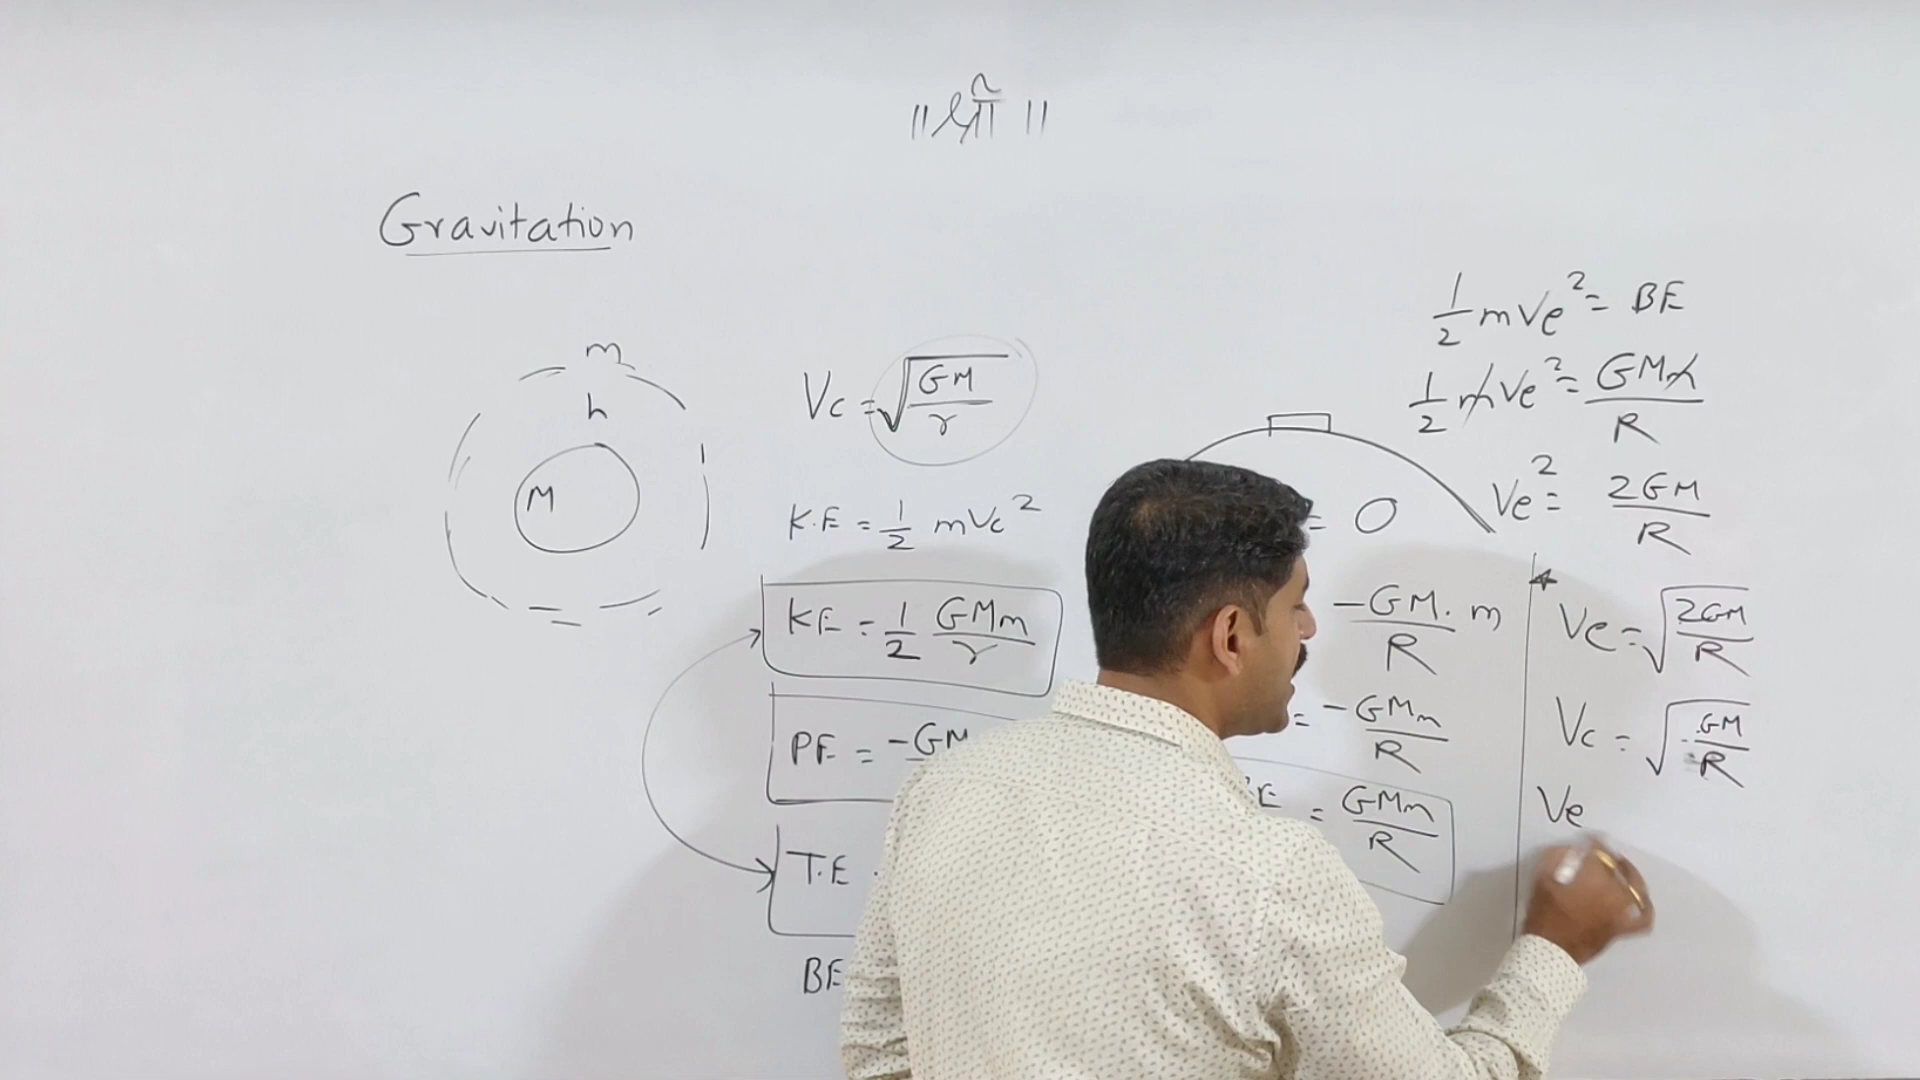 ॥ श्री ॥
Gravitation
m
h
M
Vc = √(GM/r)
K.E = 1/2 mVc²
KE = 1/2 GMm/r
PE = -GM
T.E
BE
= 0
-GM/R . m
= -GMm/R
E = GMm/R
1/2 mVe² = BE
1/2 mVe² = GMm/R
Ve² = 2GM/R
Ve = √(2GM/R)
Vc = √(GM/R)
Ve